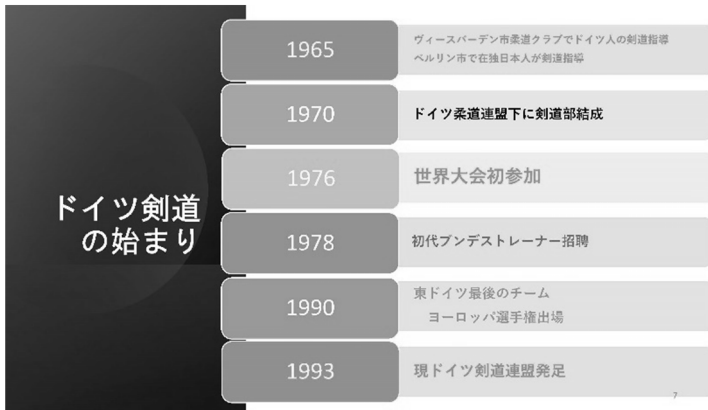 ドイツ剣道
の始まり
1965
ヴィースバーデン市柔道クラブでドイツ人の剣道指導
ベルリン市で在独日本人が剣道指導
1970
ドイツ柔道連盟下に剣道部結成
1976
世界大会初参加
1978
初代ブンデストレーナー招聘
1990
東ドイツ最後のチーム
ヨーロッパ選手権出場
1993
現ドイツ剣道連盟発足
7